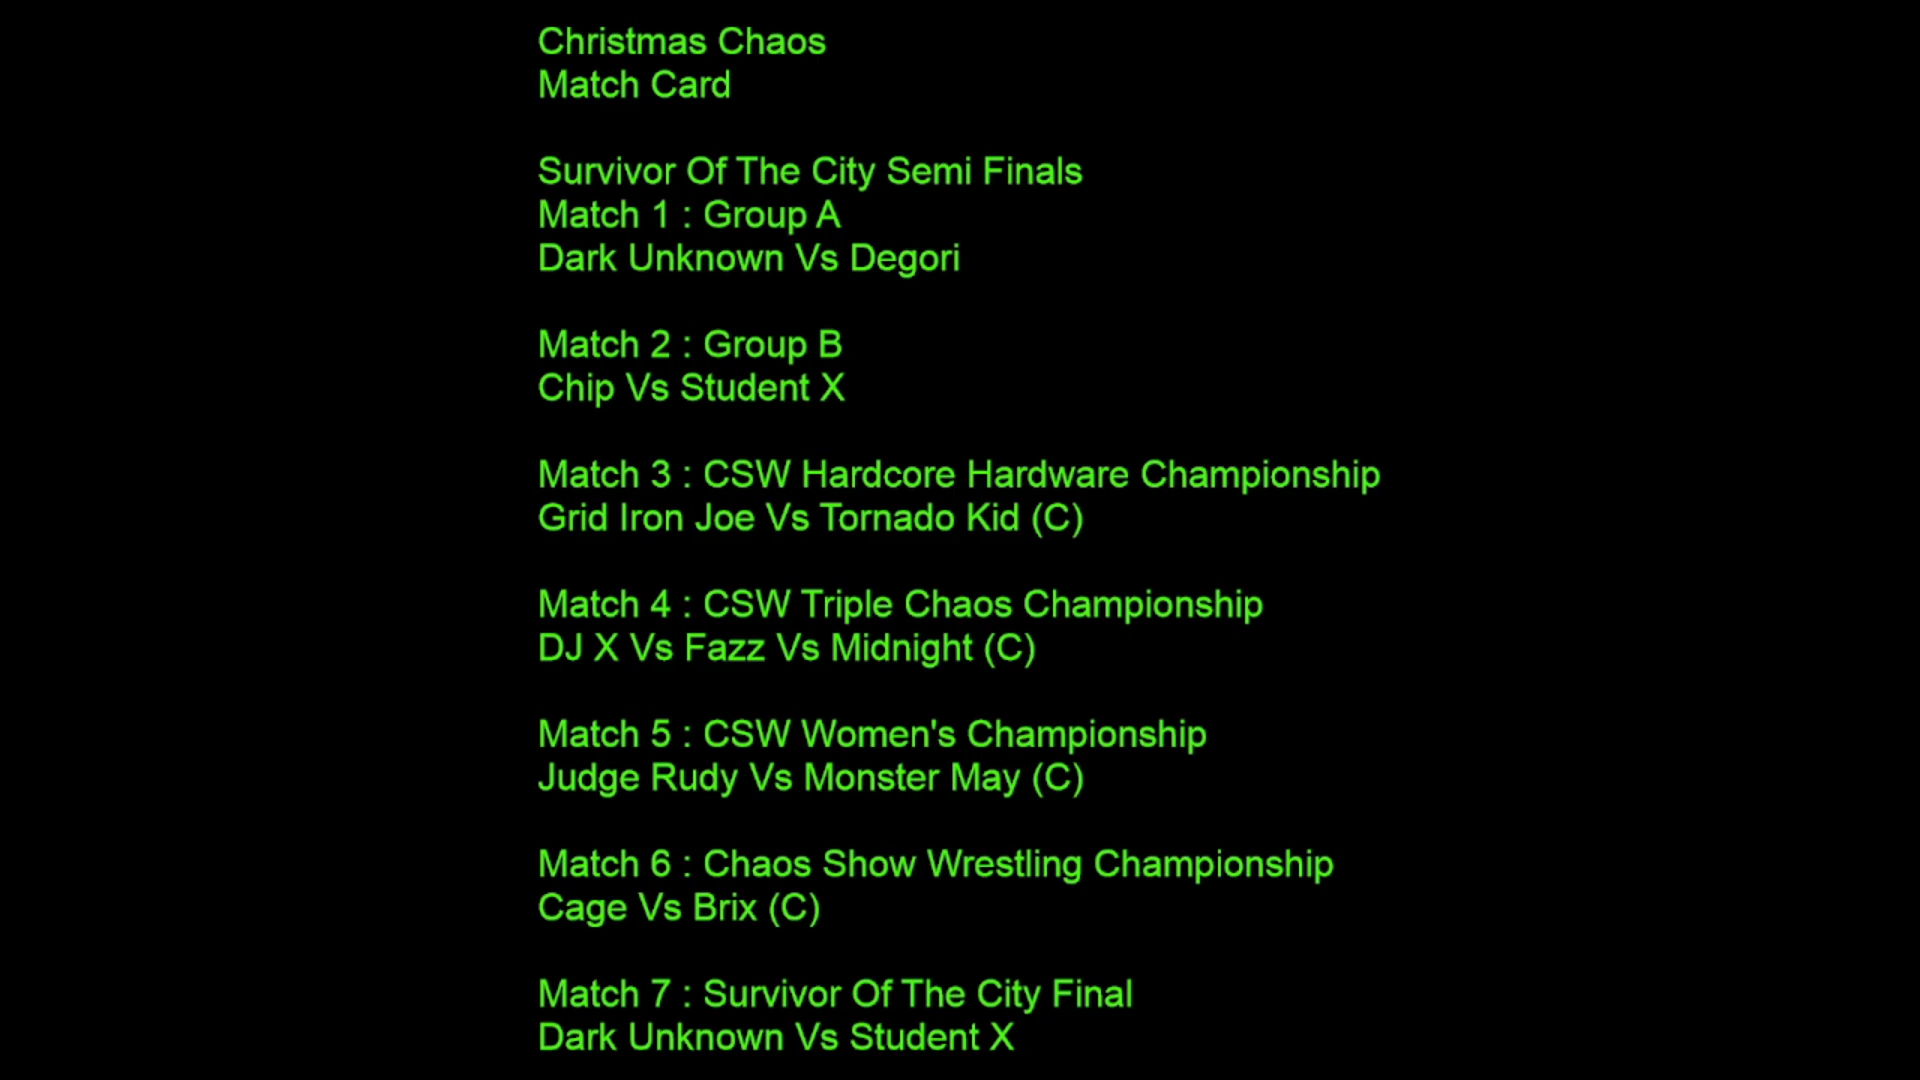 Christmas Chaos
Match Card
Survivor Of The City Semi Finals
Match 1 : Group A
Dark Unknown Vs Degori
Match 2 : Group B
Chip Vs Student X
Match 3 : CSW Hardcore Hardware Championship
Grid Iron Joe Vs Tornado Kid (C)
Match 4 : CSW Triple Chaos Championship
DJ X Vs Fazz Vs Midnight (C)
Match 5 : CSW Women's Championship
Judge Rudy Vs Monster May (C)
Match 6 : Chaos Show Wrestling Championship
Cage Vs Brix (C)
Match 7 : Survivor Of The City Final
Dark Unknown Vs Student X